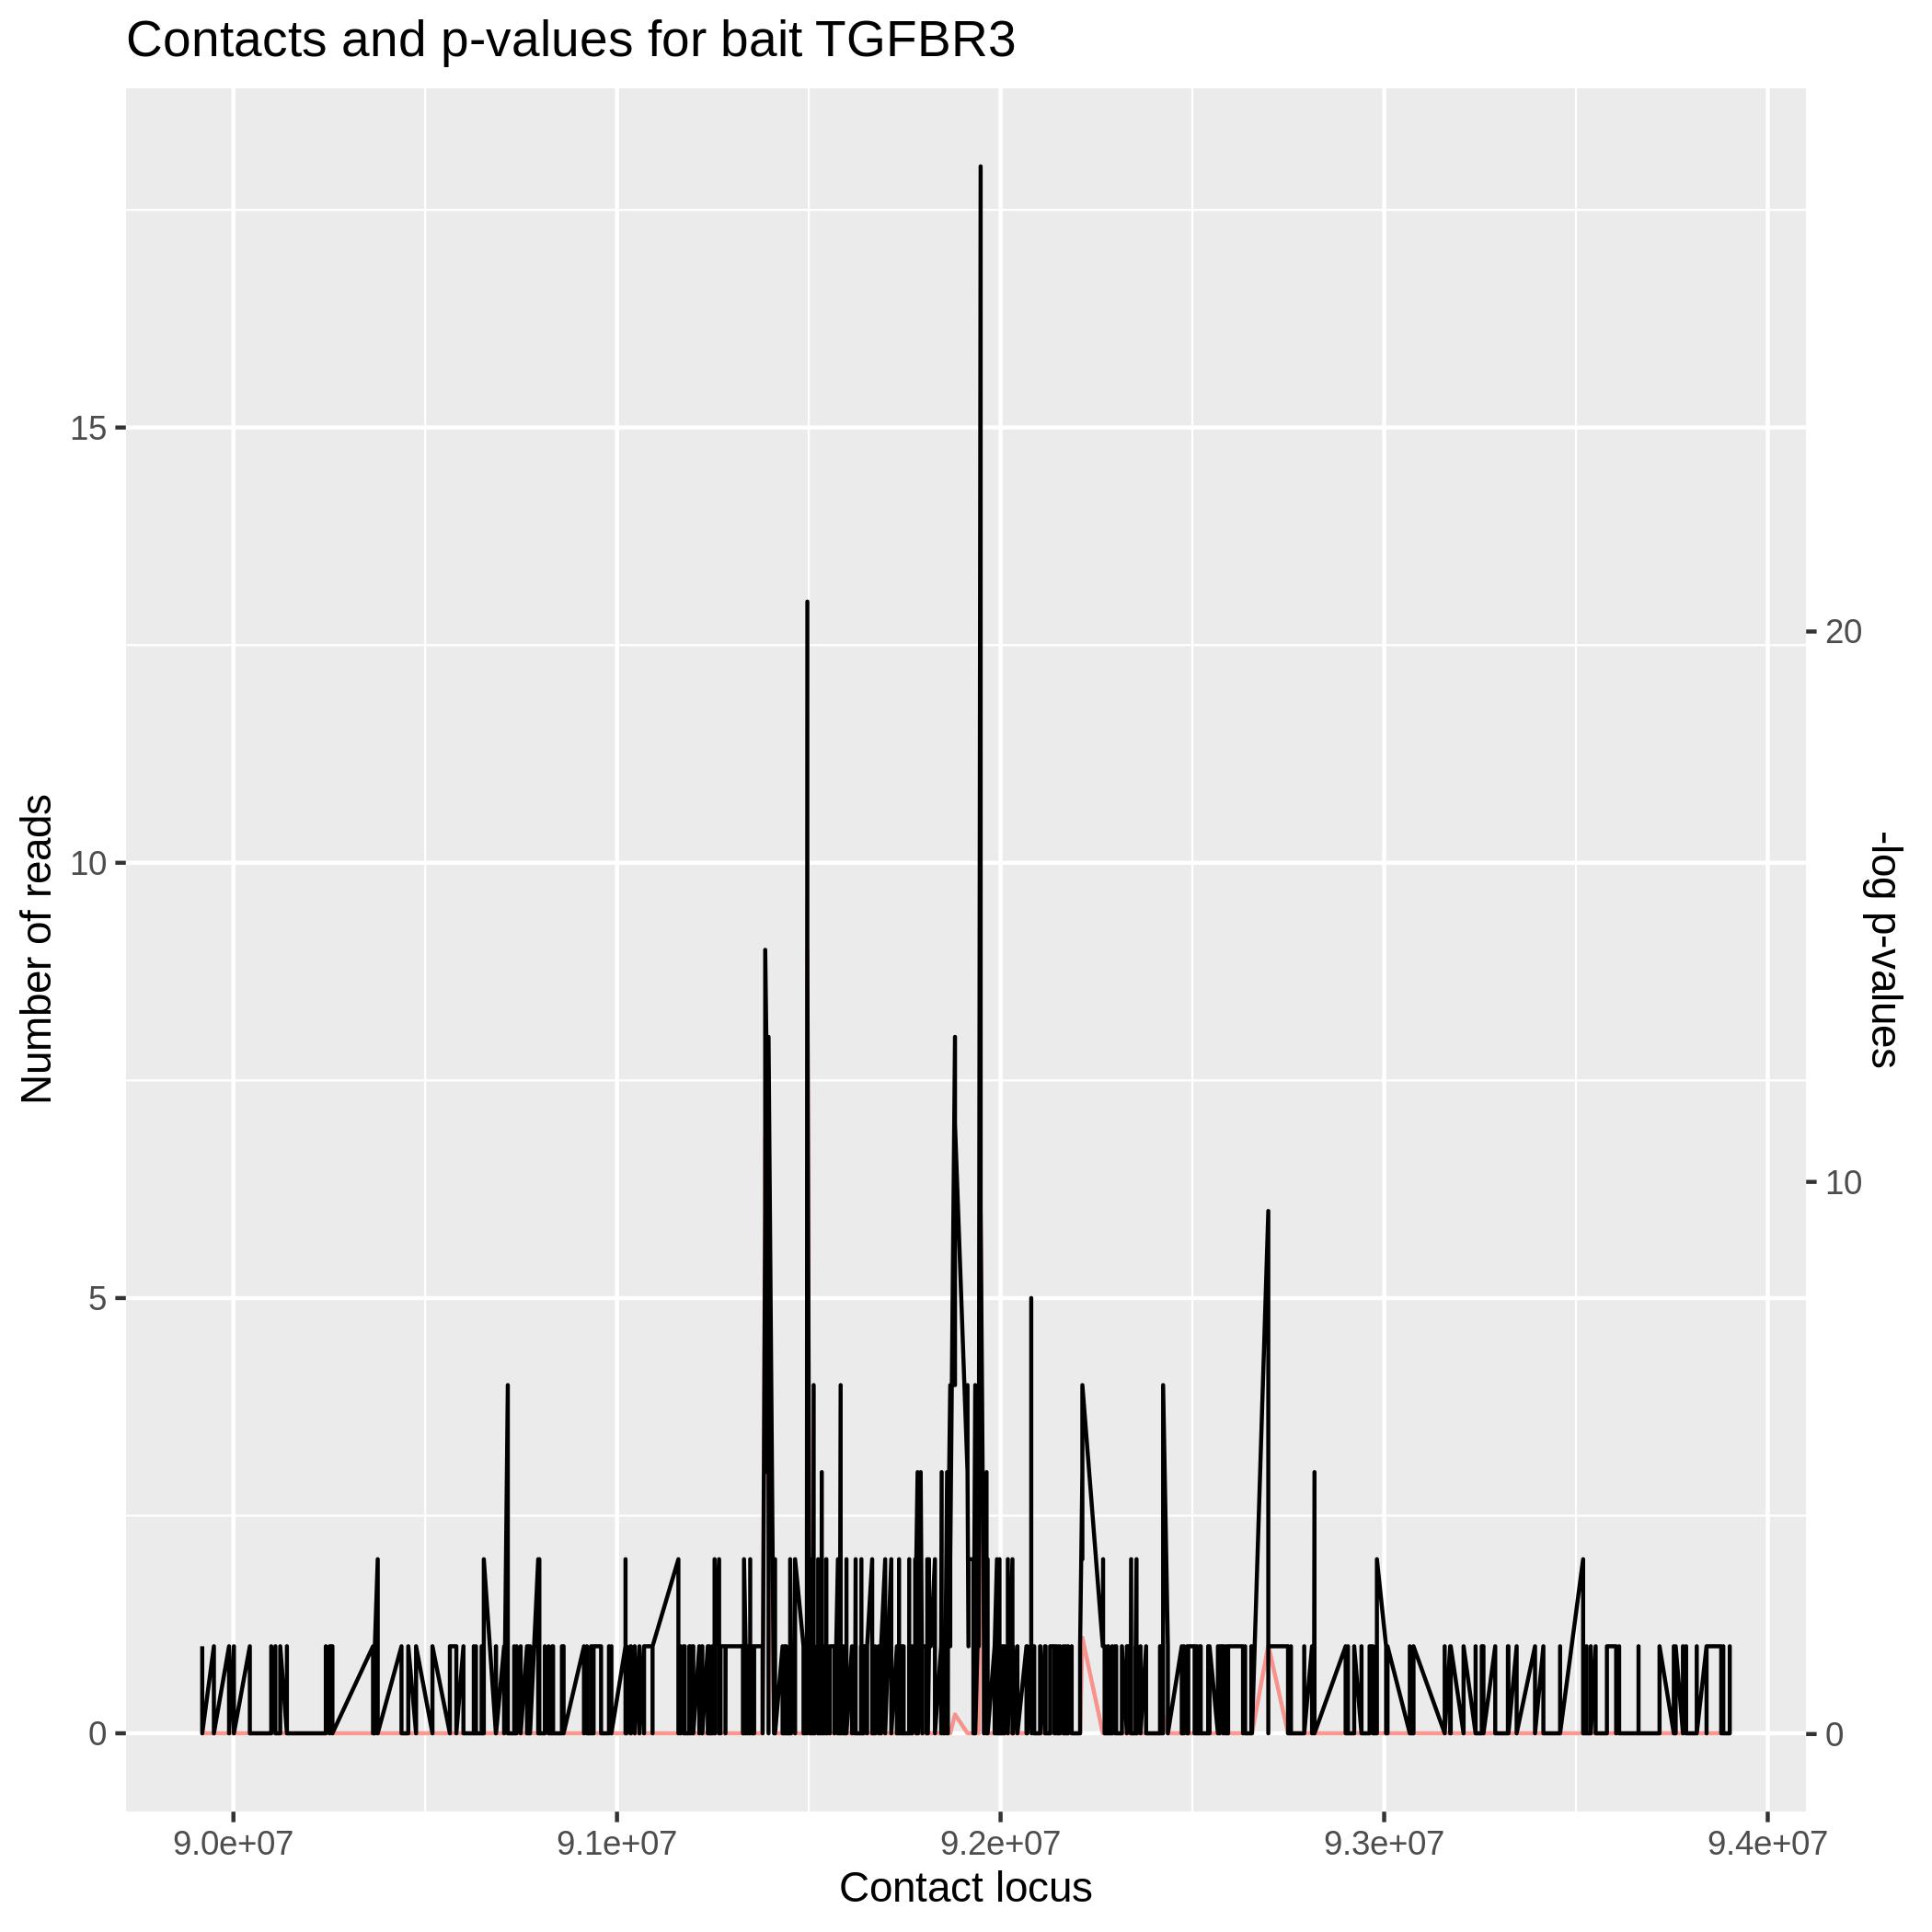 Contacts and p-values for bait TGFBR3
Number of reads
15
10
5
0
20
10
0
-log p-values
9.0e+07 9.1e+07 9.2e+07 9.3e+07 9.4e+07
Contact locus